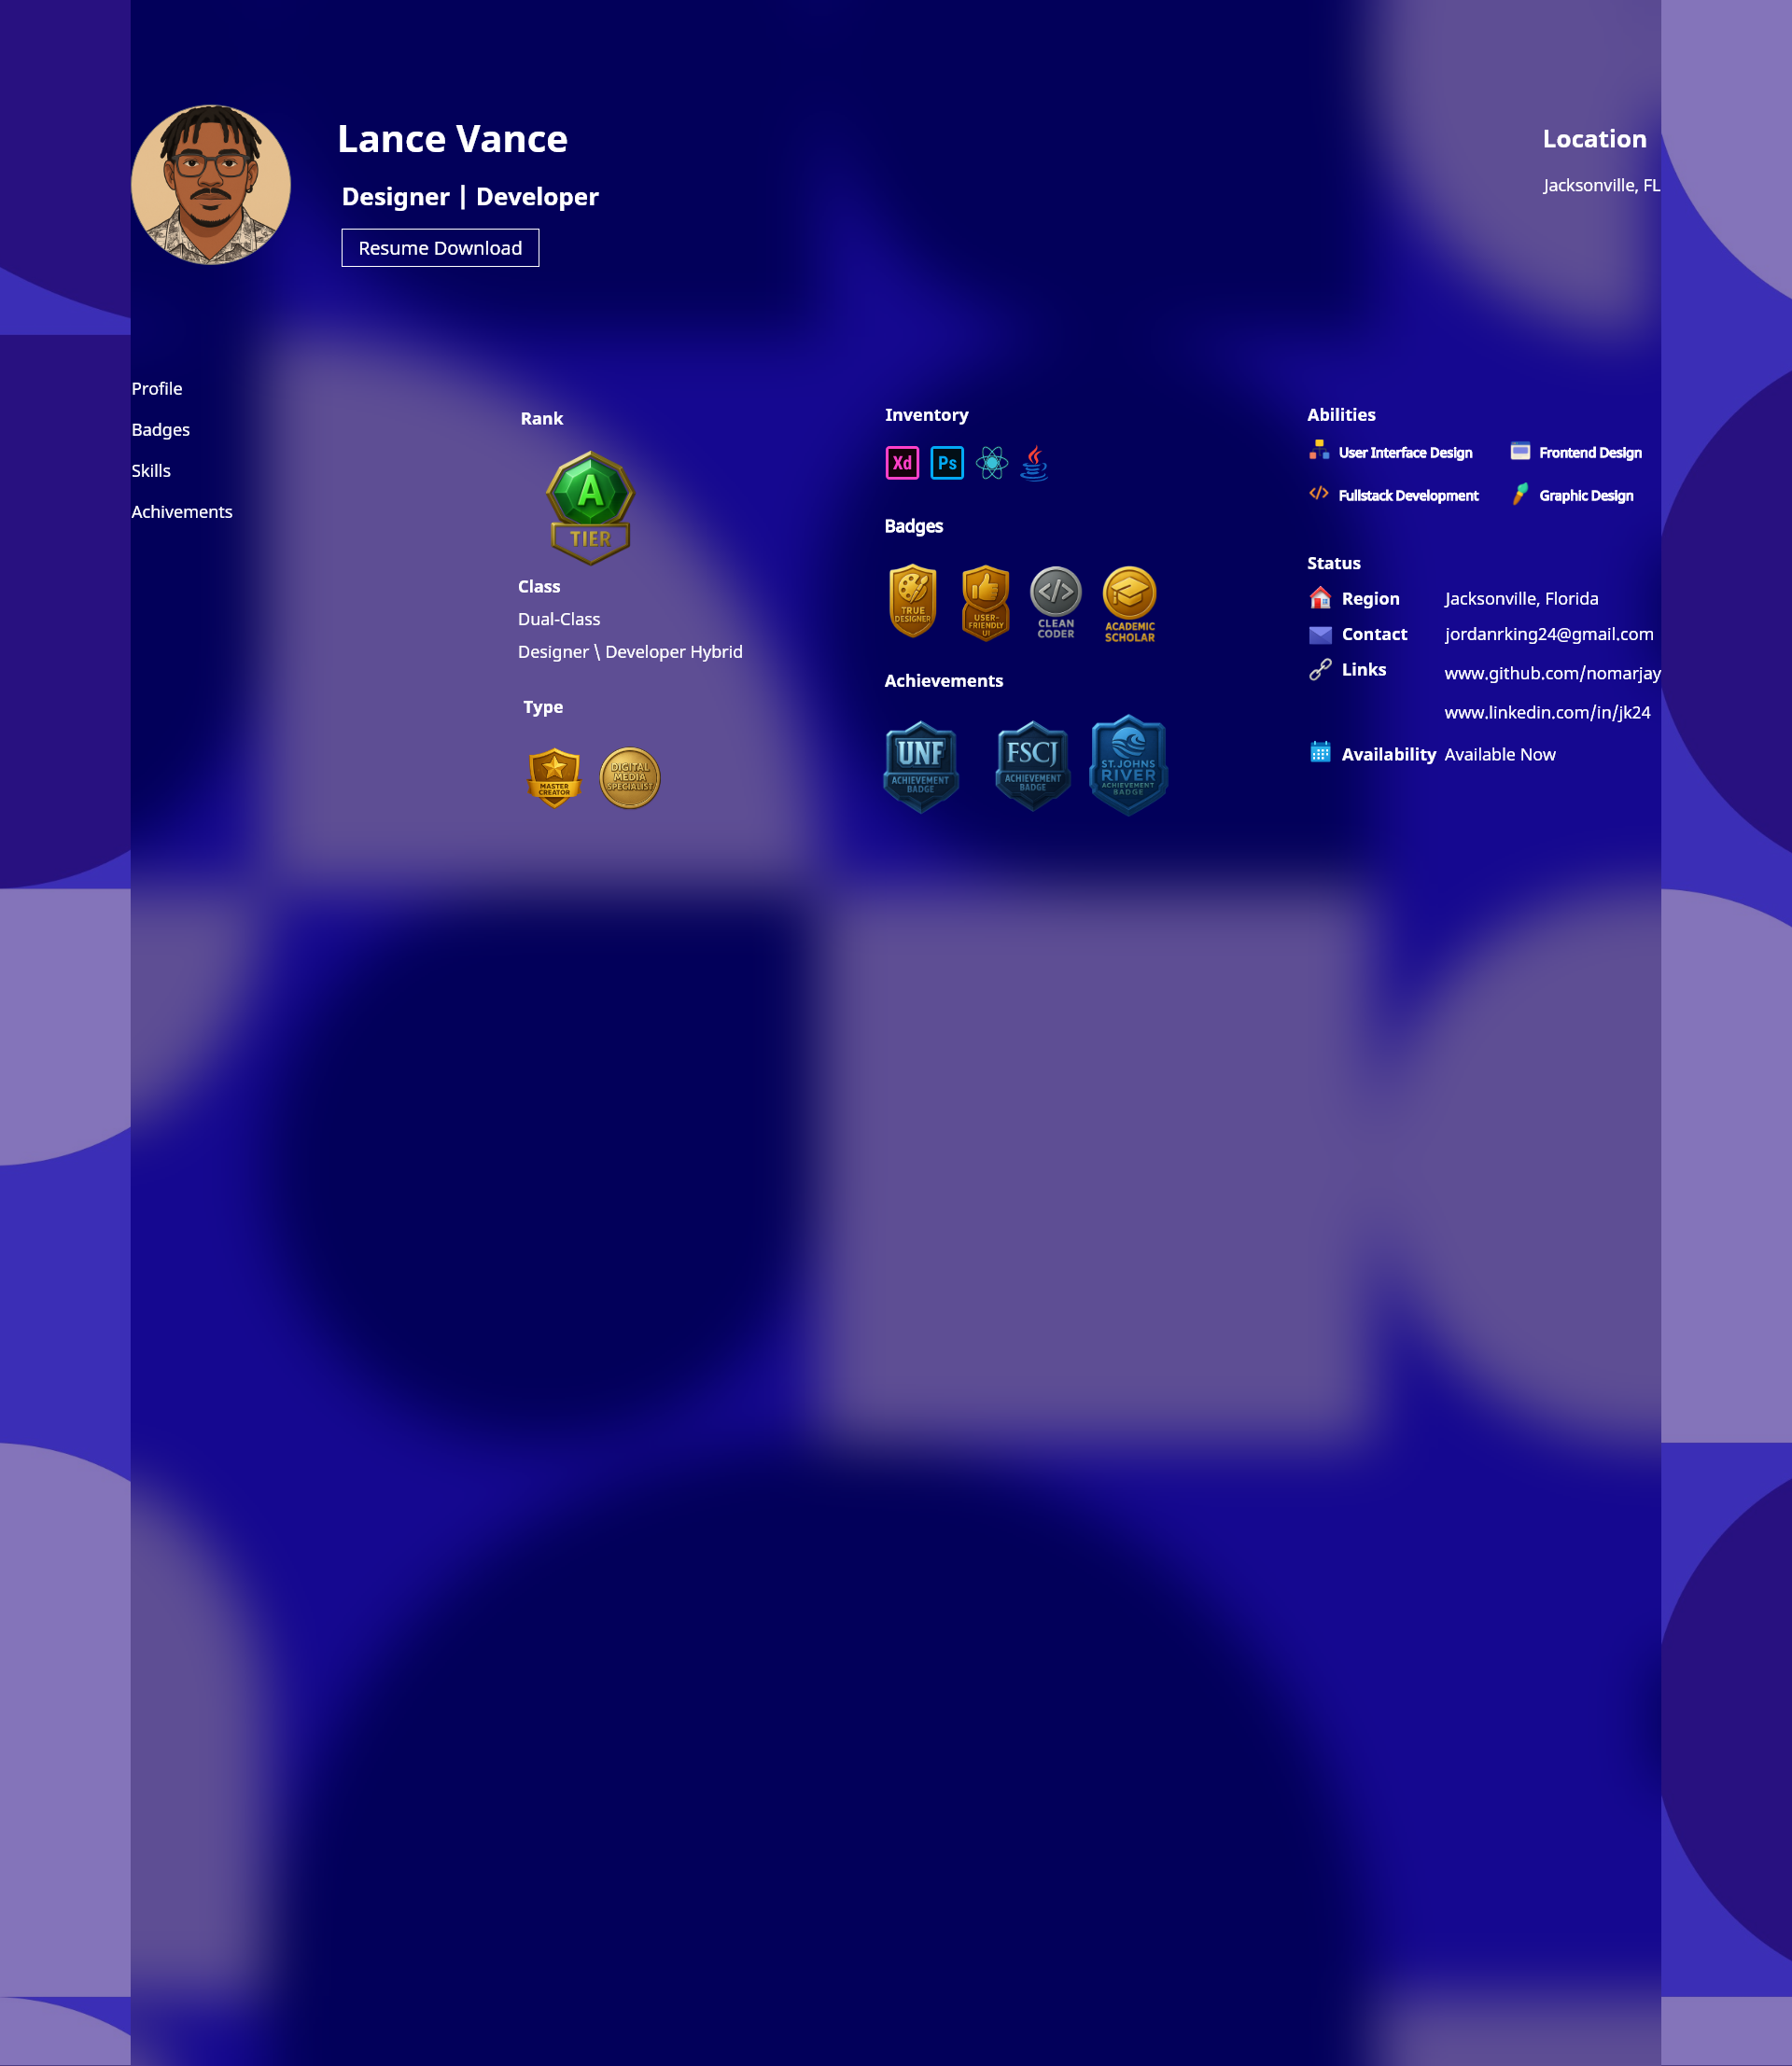 Lance Vance
Designer | Developer
Resume Download
Location
Jacksonville, FL
Profile
Badges
Skills
Achivements
Rank
A
TIER
Class
Dual-Class
Designer \ Developer Hybrid
Type
MASTER
CREATOR
DIGITAL
MEDIA
SPECIALIST
Inventory
Xd
Ps
Badges
TRUE
DESIGNER
USER-
FRIENDLY
UI
</>
CLEAN
CODER
ACADEMIC
SCHOLAR
Achievements
UNF
ACHIEVEMENT
BADGE
FSCJ
ACHIEVEMENT
BADGE
ST. JOHNS
RIVER
ACHIEVEMENT
BADGE
Abilities
User Interface Design
Frontend Design
</>
Fullstack Development
Graphic Design
Status
Region Jacksonville, Florida
Contact jordanrking24@gmail.com
Links www.github.com/nomarjay
www.linkedin.com/in/jk24
Availability Available Now